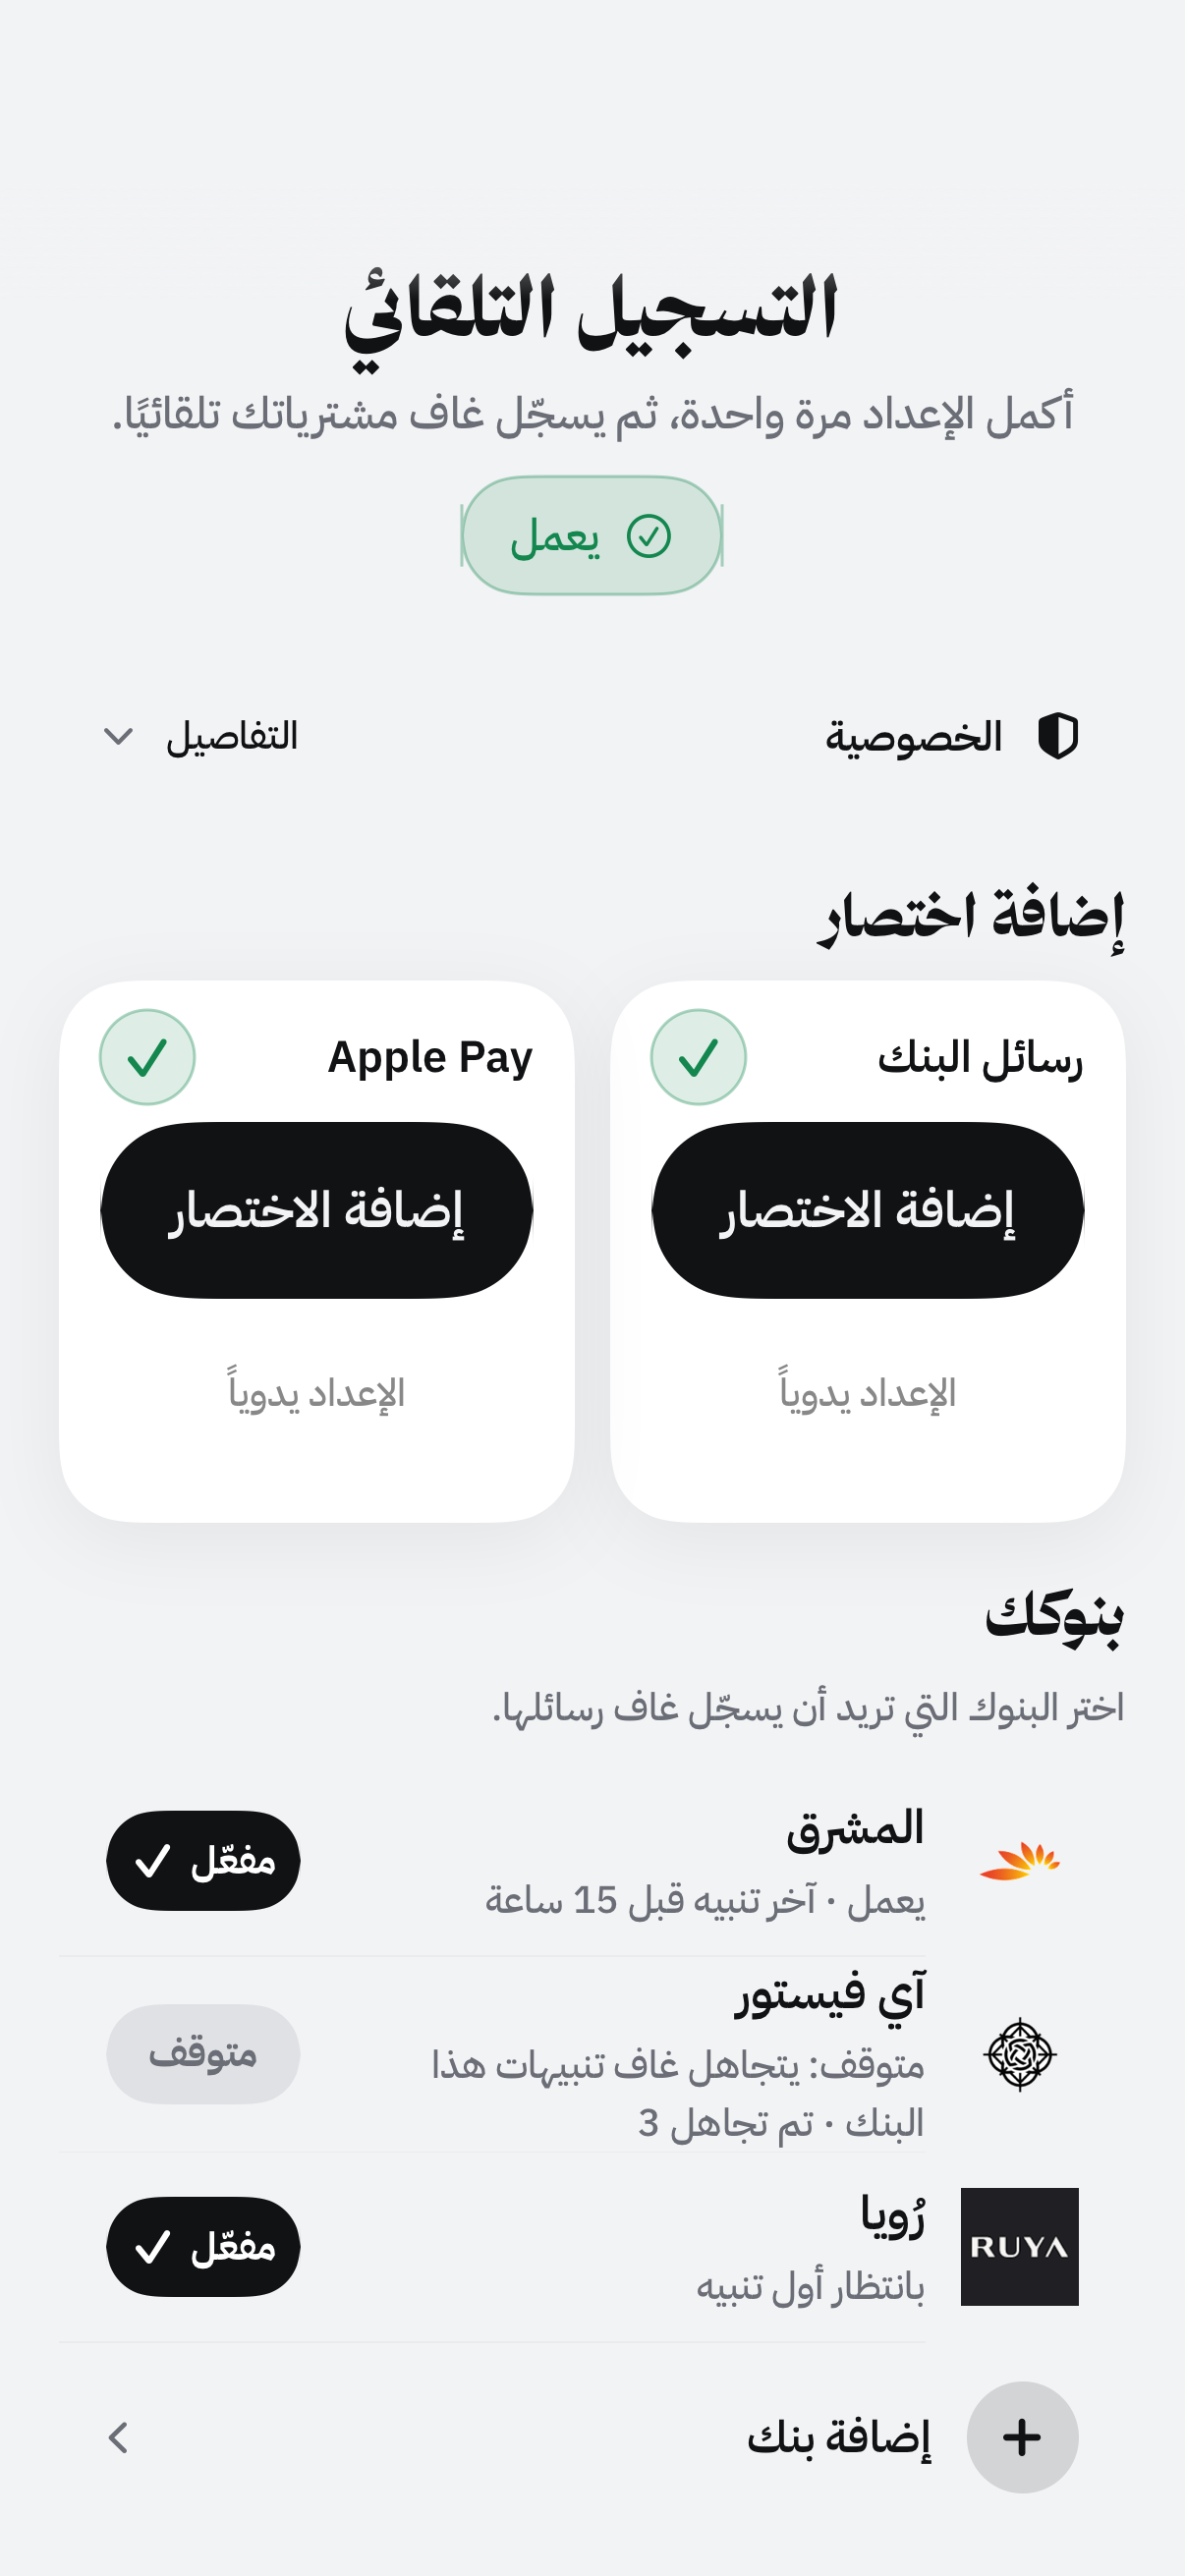 التسجيل التلقائي
أكمل الإعداد مرة واحدة، ثم يسجّل غاف مشترياتك تلقائيًا.
يعمل
الخصوصية
التفاصيل
إضافة اختصار
رسائل البنك
إضافة الاختصار
الإعداد يدوياً
Apple Pay
إضافة الاختصار
الإعداد يدوياً
بنوكك
اختر البنوك التي تريد أن يسجّل غاف رسائلها.
المشرق
يعمل · آخر تنبيه قبل 15 ساعة
مفعّل
آي فيستور
متوقف: يتجاهل غاف تنبيهات هذا
البنك · تم تجاهل 3
متوقف
RUYA
رُويا
بانتظار أول تنبيه
مفعّل
إضافة بنك